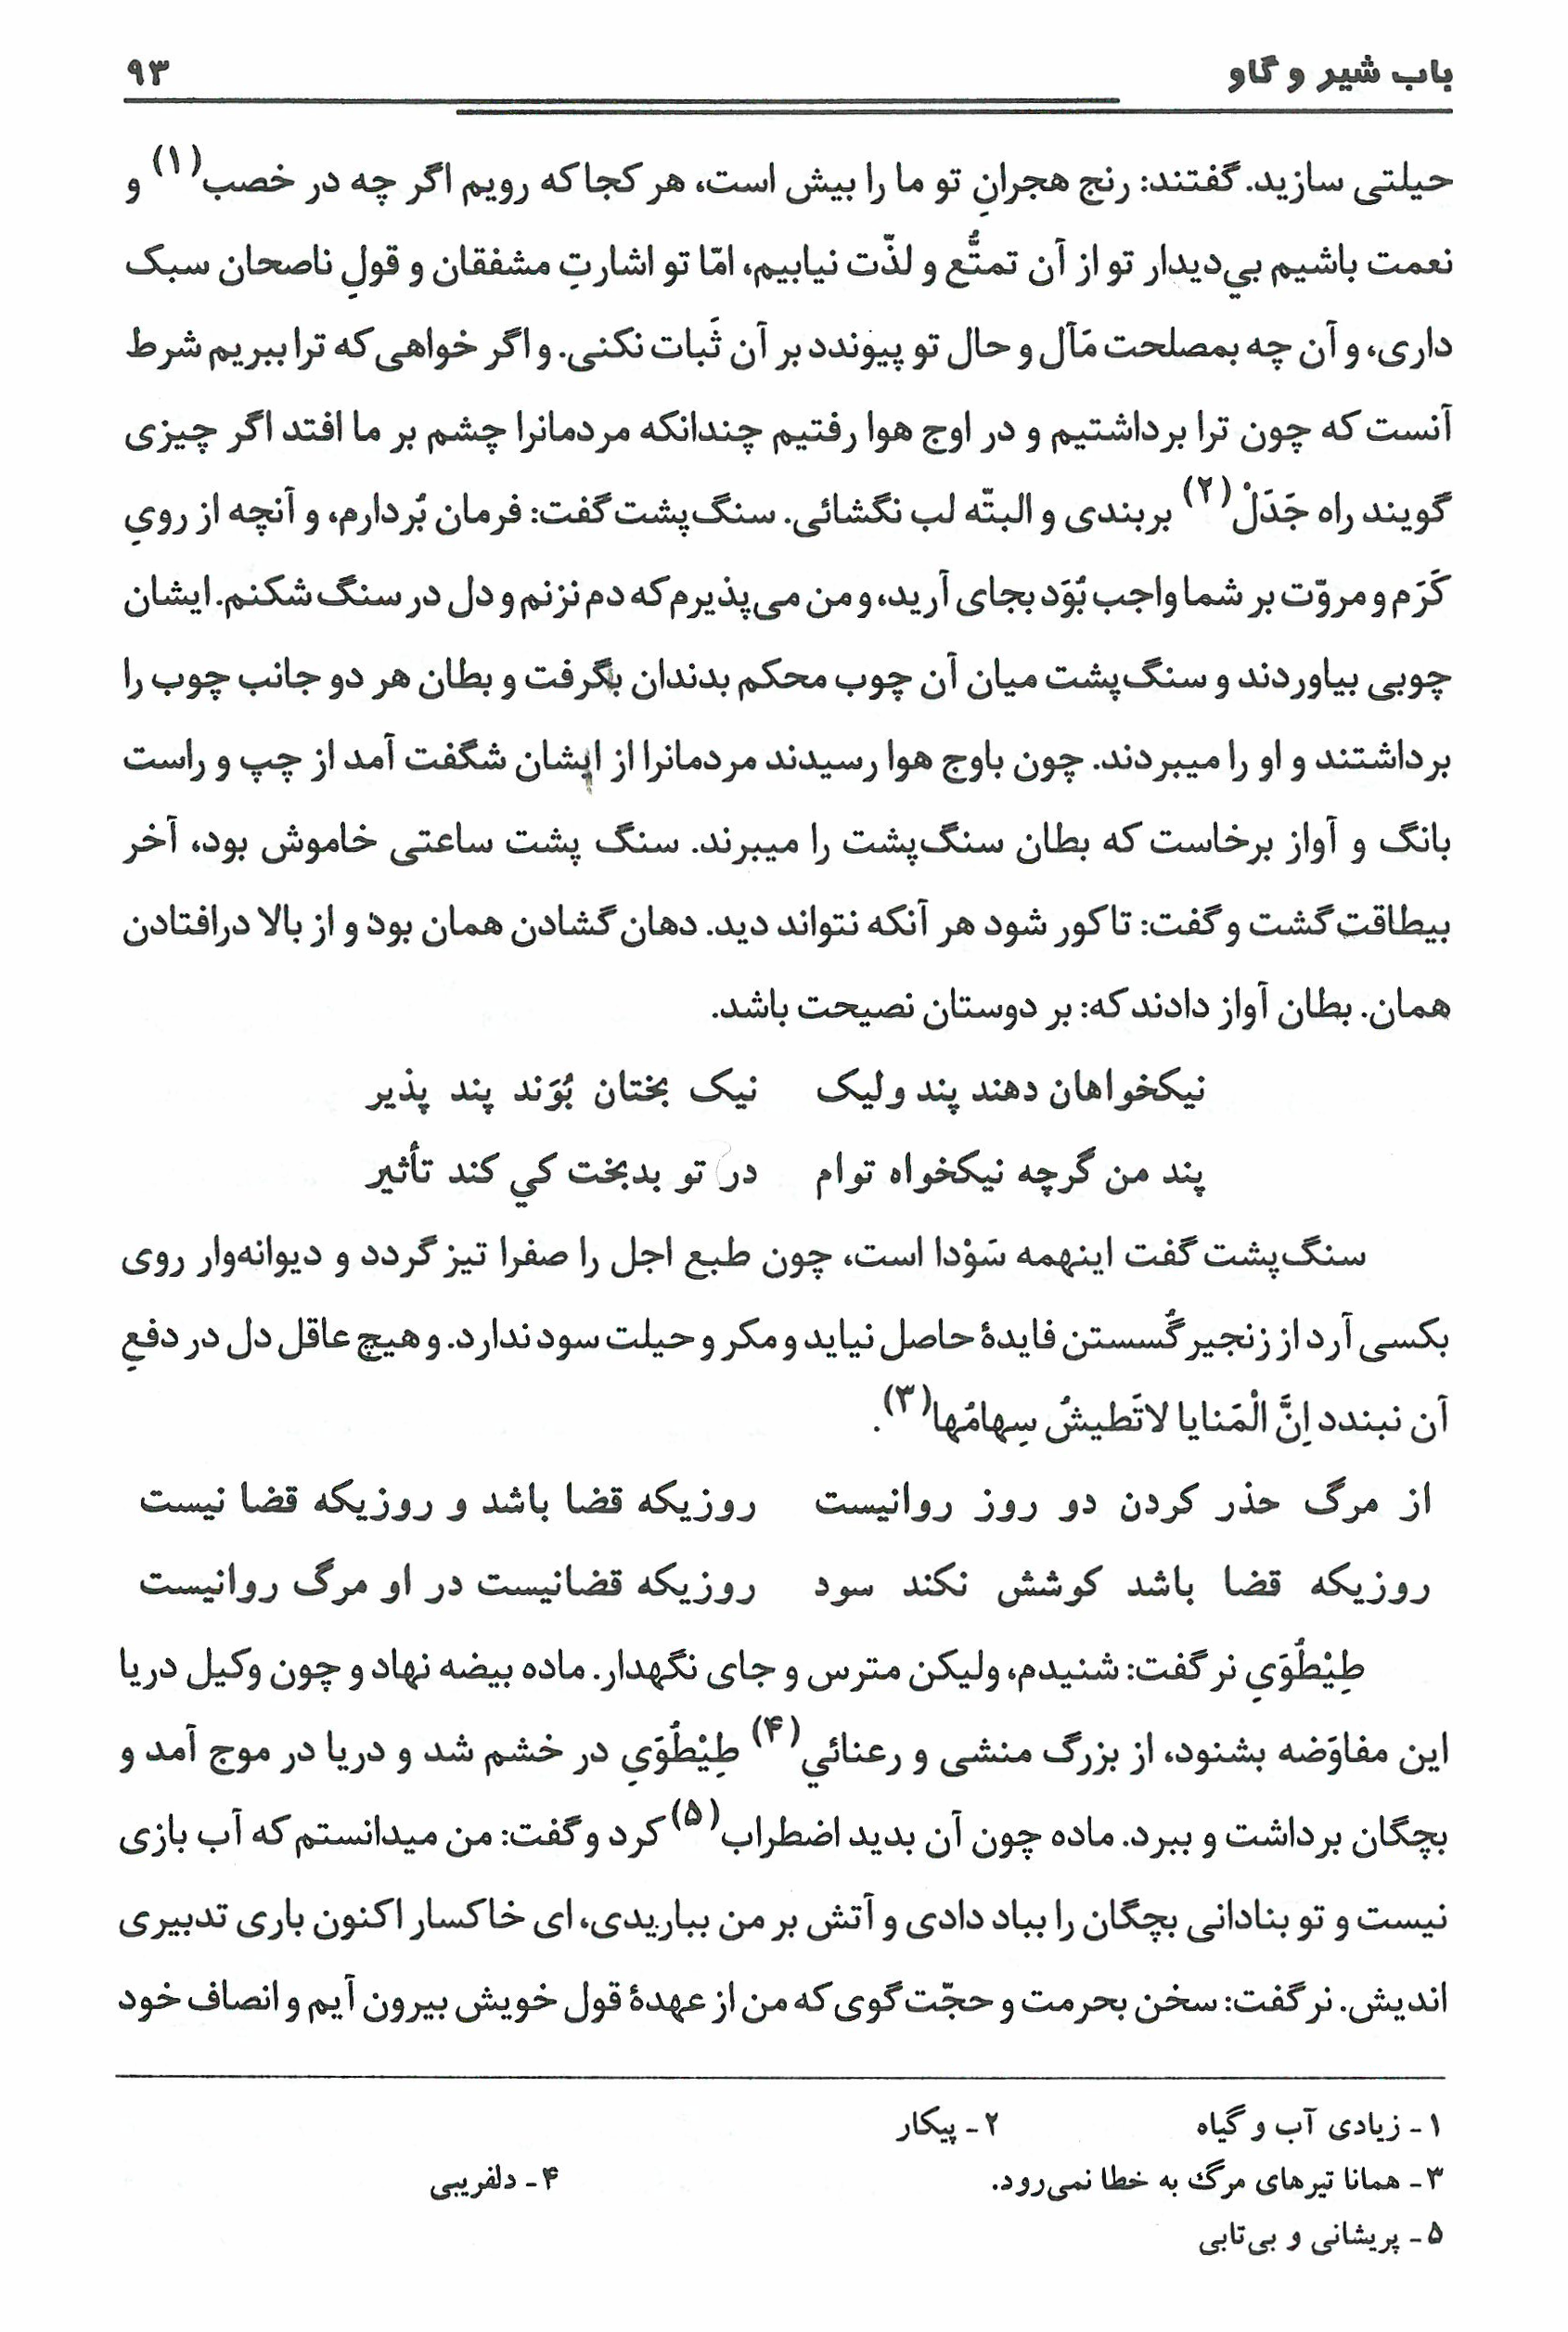 باب شیر و گاو ۹۳
حیلتی سازید. گفتند: رنج هجرانِ تو ما را بیش است، هر کجا که رویم اگر چه در خصب(۱) و
نعمت باشیم بي‌دیدار تو از آن تمتُّع و لذّت نیابیم، امّا تو اشارتِ مشفقان و قولِ ناصحان سبک
داری، و آن چه بمصلحت مَآل و حال تو پیوندد بر آن ثَبات نکنی. و اگر خواهی که ترا ببریم شرط
آنست که چون ترا برداشتیم و در اوج هوا رفتیم چندانکه مردمانرا چشم بر ما افتد اگر چیزی
گویند راه جَدَلْ(۲) بربندی و البتّه لب نگشائی. سنگ‌پشت گفت: فرمان بُردارم، و آنچه از رویِ
کَرَم و مروّت بر شما واجب بُوَد بجای آرید، و من می‌پذیرم که دم نزنم و دل در سنگ شکنم. ایشان
چوبی بیاوردند و سنگ‌پشت میان آن چوب محکم بدندان بگرفت و بطان هر دو جانب چوب را
برداشتند و او را میبردند. چون باوج هوا رسیدند مردمانرا از ایشان شگفت آمد از چپ و راست
بانگ و آواز برخاست که بطان سنگ‌پشت را میبرند. سنگ پشت ساعتی خاموش بود، آخر
بیطاقت گشت و گفت: تا کور شود هر آنکه نتواند دید. دهان گشادن همان بود و از بالا درافتادن
همان. بطان آواز دادند که: بر دوستان نصیحت باشد.
نیکخواهان دهند پند ولیک نیک بختان بُوَند پند پذیر
پند من گرچه نیکخواه توام در تو بدبخت کي کند تأثیر
سنگ‌پشت گفت اینهمه سَوْدا است، چون طبع اجل را صفرا تیز گردد و دیوانه‌وار روی
بکسی آرد از زنجیر گُسستن فایدهٔ حاصل نیاید و مکر و حیلت سود ندارد. و هیچ عاقل دل در دفعِ
آن نبندد اِنَّ الْمَنایا لاتَطیشُ سِهامُها(۳).
از مرگ حذر کردن دو روز روانیست روزیکه قضا باشد و روزیکه قضا نیست
روزیکه قضا باشد کوشش نکند سود روزیکه قضانیست در او مرگ روانیست
طِیْطُوَيِ نر گفت: شنیدم، ولیکن مترس و جای نگهدار. ماده بیضه نهاد و چون وکیل دریا
این مفاوَضه بشنود، از بزرگ منشی و رعنائي(۴) طِیْطُوَيِ در خشم شد و دریا در موج آمد و
بچگان برداشت و ببرد. ماده چون آن بدید اضطراب(۵) کرد و گفت: من میدانستم که آب بازی
نیست و تو بنادانی بچگان را بباد دادی و آتش بر من بباریدی، ای خاکسار اکنون باری تدبیری
اندیش. نر گفت: سخن بحرمت و حجّت گوی که من از عهدهٔ قول خویش بیرون آیم و انصاف خود
۱ - زیادی آب و گیاه ۲ - پیکار
۳ - همانا تیرهای مرگ به خطا نمی‌رود. ۴ - دلفریبی
۵ - پریشانی و بی‌تابی